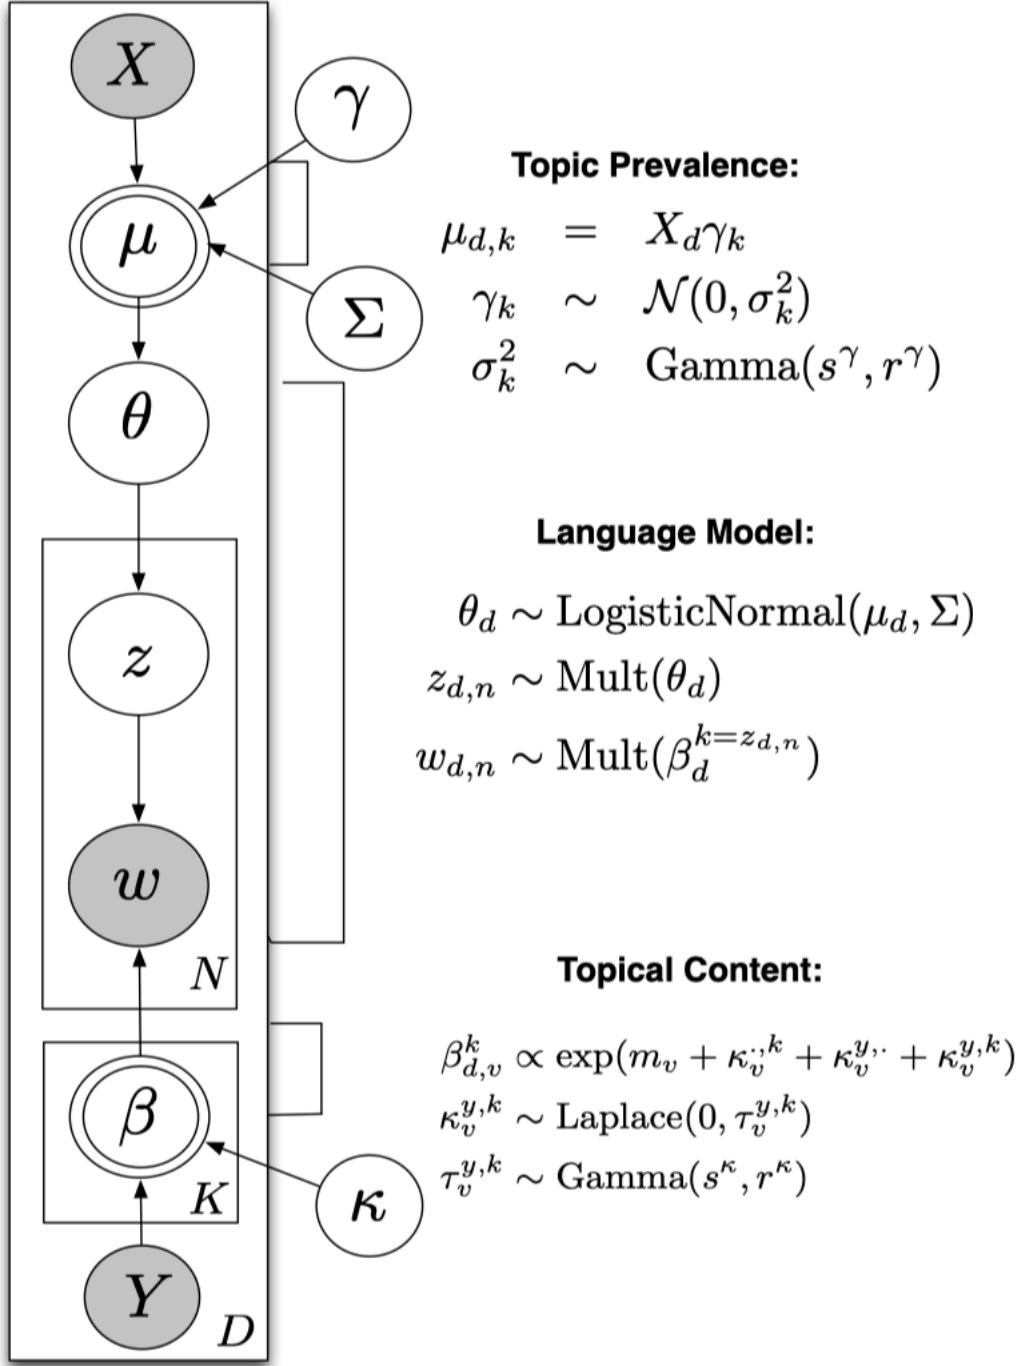 X
γ
μ
Σ
θ
z
w
N
β
K
κ
Y
D
Topic Prevalence:
μ_{d,k} = X_d γ_k
γ_k ∼ 𝒩(0, σ_k^2)
σ_k^2 ∼ Gamma(s^γ, r^γ)
Language Model:
θ_d ∼ LogisticNormal(μ_d, Σ)
z_{d,n} ∼ Mult(θ_d)
w_{d,n} ∼ Mult(β_d^{k=z_{d,n}})
Topical Content:
β_{d,v}^k ∝ exp(m_v + κ_v^{·,k} + κ_v^{y,·} + κ_v^{y,k})
κ_v^{y,k} ∼ Laplace(0, τ_v^{y,k})
τ_v^{y,k} ∼ Gamma(s^κ, r^κ)